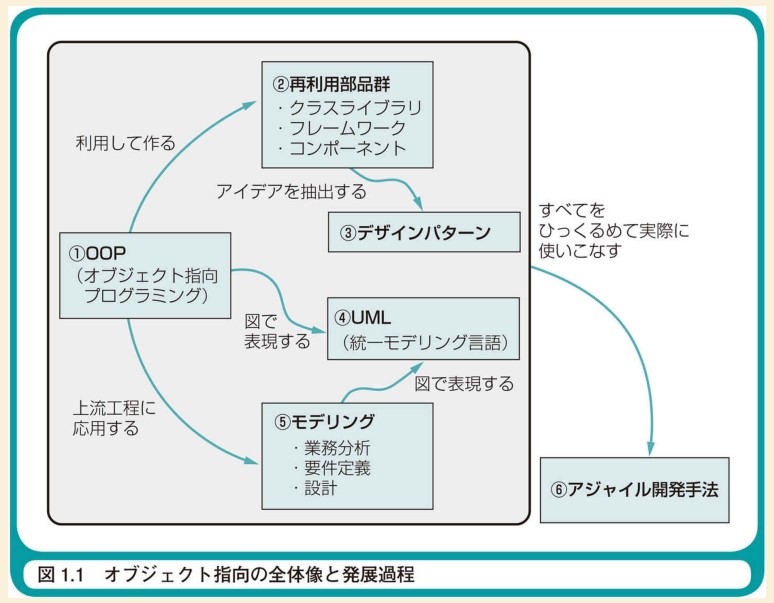 ②再利用部品群
・クラスライブラリ
・フレームワーク
・コンポーネント
利用して作る
アイデアを抽出する
③デザインパターン
①OOP
（オブジェクト指向
プログラミング）
すべてを
ひっくるめて実際に
使いこなす
図で
表現する
④UML
（統一モデリング言語）
図で表現する
上流工程に
応用する
⑤モデリング
・業務分析
・要件定義
・設計
⑥アジャイル開発手法
図 1.1 オブジェクト指向の全体像と発展過程